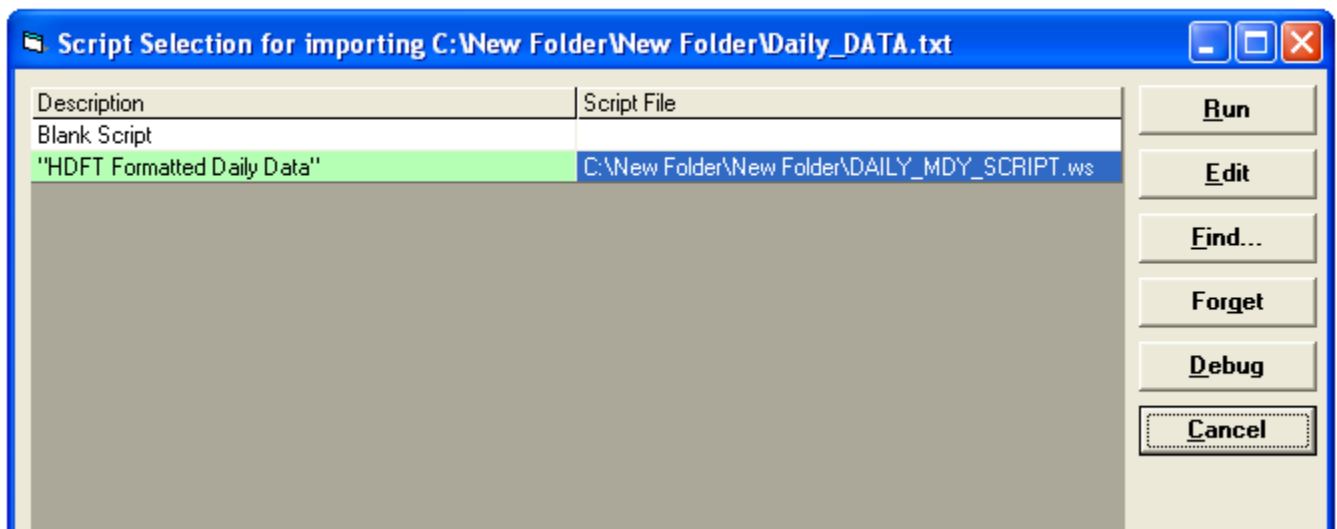 Script Selection for importing C:\New Folder\New Folder\Daily_DATA.txt
Description Script File
Blank Script
"HDFT Formatted Daily Data" C:\New Folder\New Folder\DAILY_MDY_SCRIPT.ws
Run
Edit
Find...
Forget
Debug
Cancel